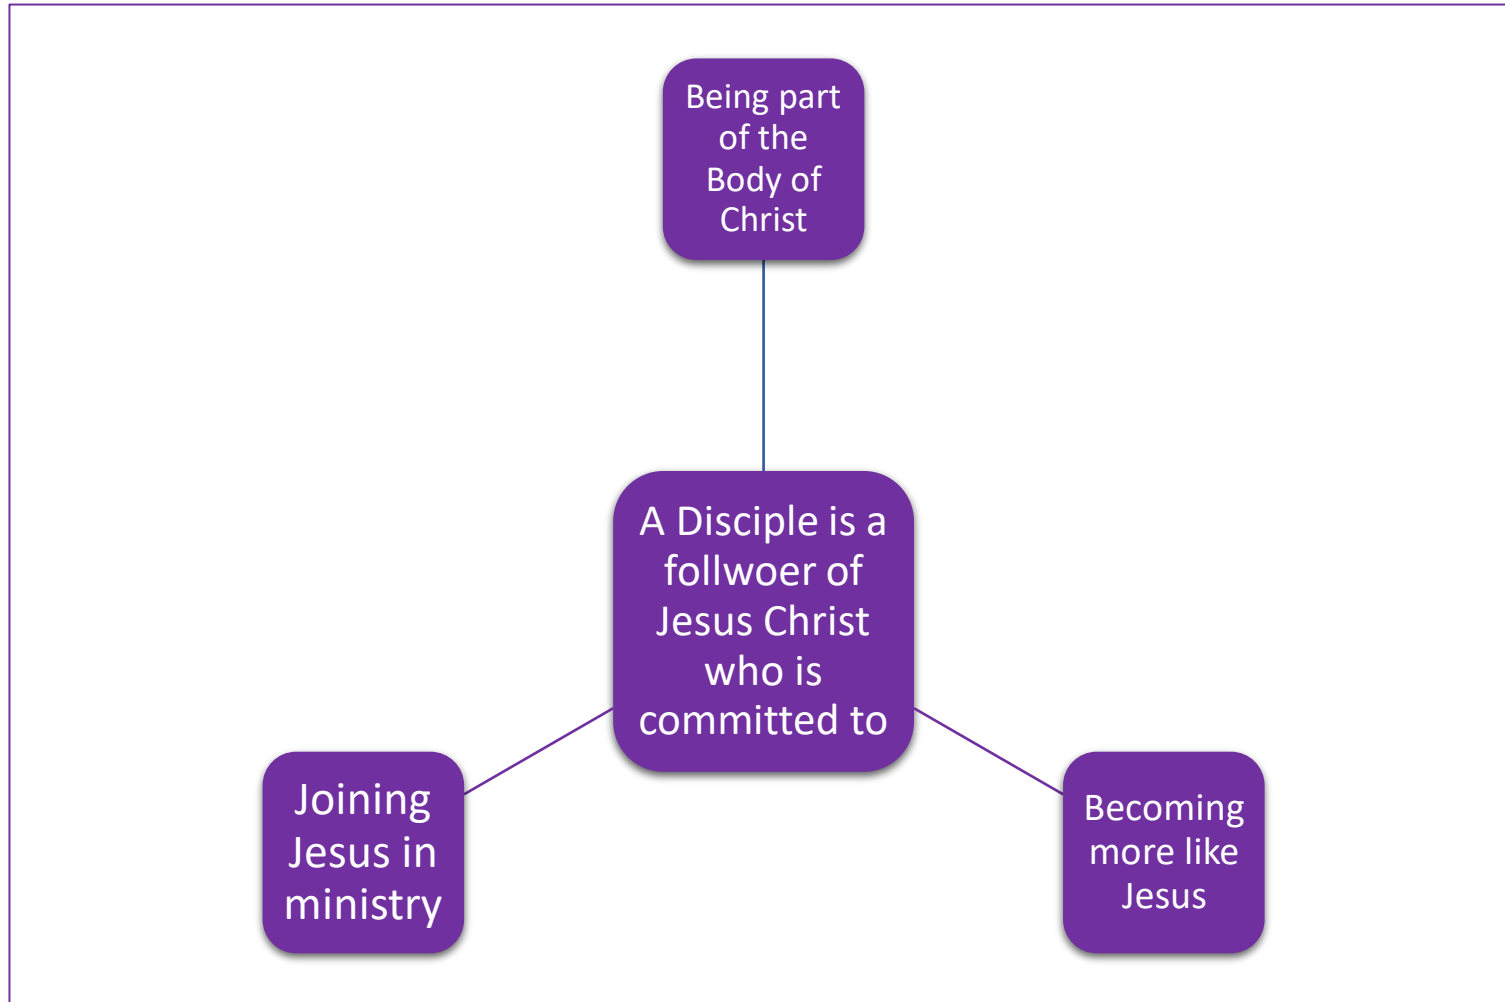 Being part
of the
Body of
Christ
A Disciple is a
follwoer of
Jesus Christ
who is
committed to
Joining
Jesus in
ministry
Becoming
more like
Jesus